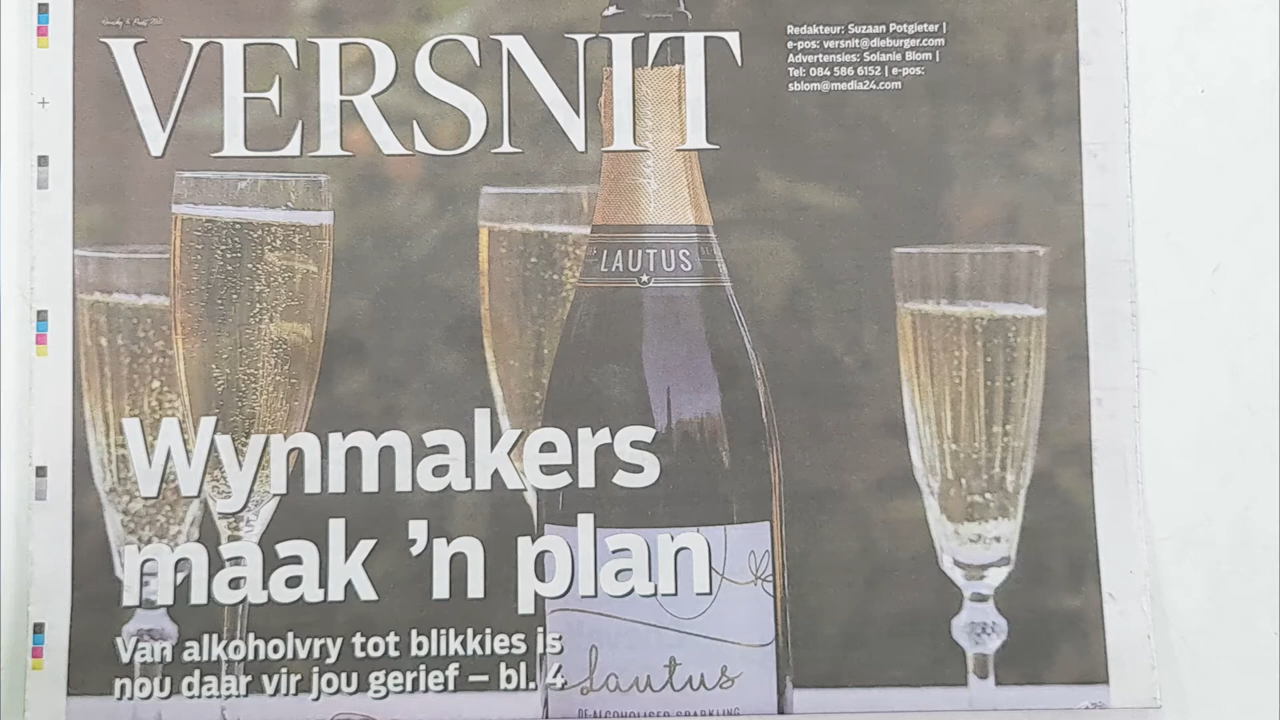 VERSNIT
Redakteur: Suzaan Potgieter |
e-pos: versnit@dieburger.com
Advertensies: Solanie Blom |
Tel: 084 586 6152 | e-pos:
sblom@media24.com
LAUTUS
Wynmakers
maak 'n plan
Van alkoholvry tot blikkies is
nou daar vir jou gerief – bl. 4
Lautus
DE-ALCOHOLISED SPARKLING